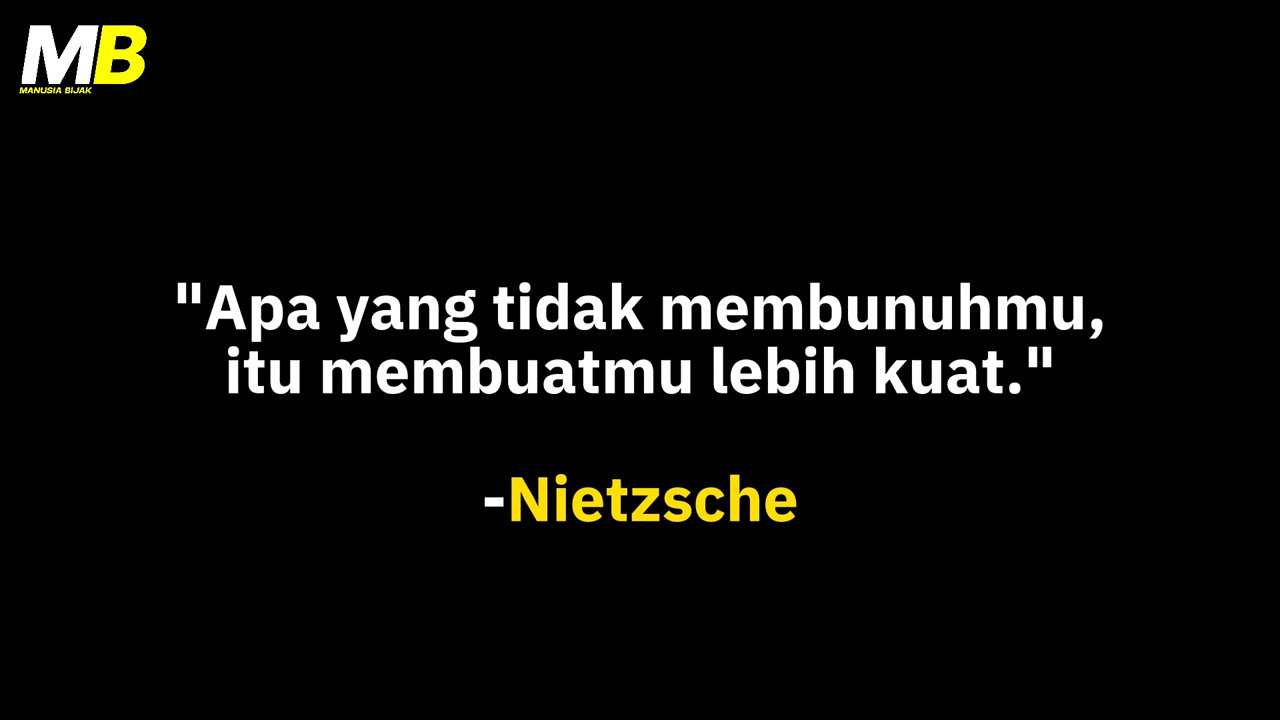 MB
MANUSIA BIJAK
"Apa yang tidak membunuhmu,
itu membuatmu lebih kuat."
-Nietzsche